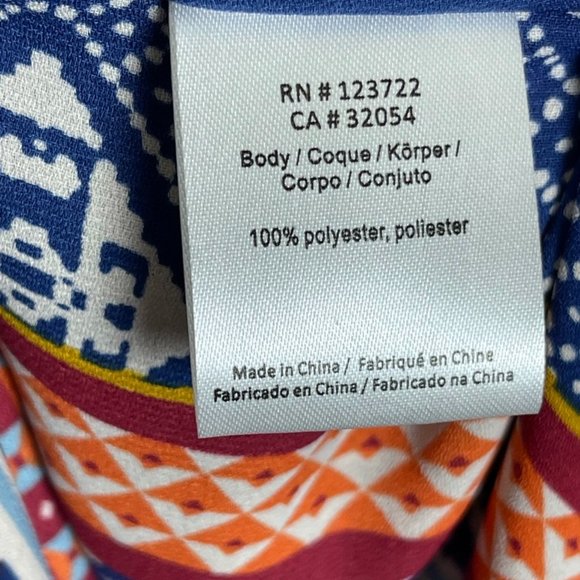 RN # 123722
CA # 32054
Body / Coque / Körper /
Corpo / Conjuto
100% polyester, poliester
Made in China / Fabriqué en Chine
Fabricado en China / Fabricado na China